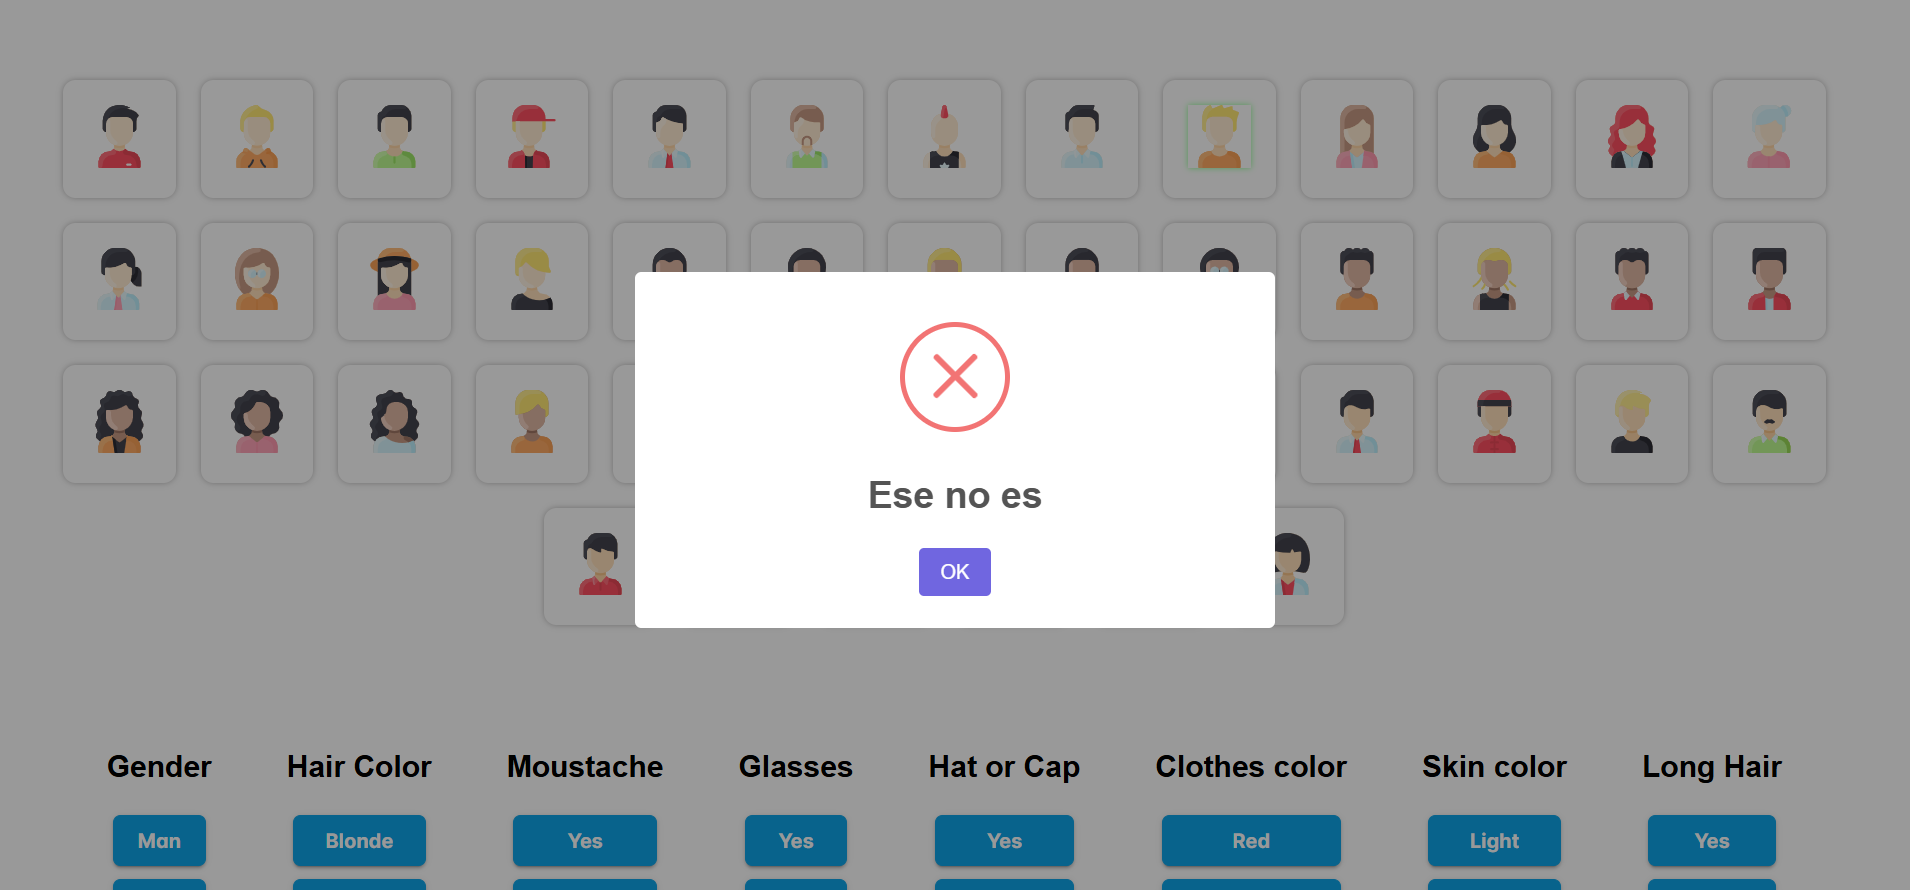 Ese no es
OK
Gender Hair Color Moustache Glasses Hat or Cap Clothes color Skin color Long Hair
Man Blonde Yes Yes Yes Red Light Yes